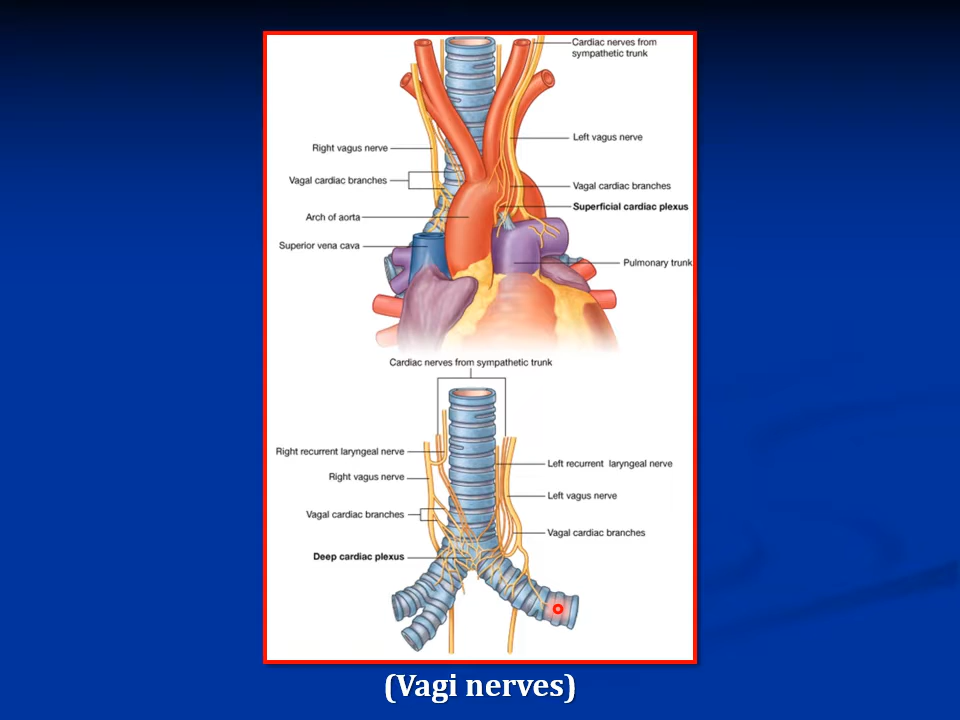 Cardiac nerves from
sympathetic trunk
Left vagus nerve
Right vagus nerve
Vagal cardiac branches
Vagal cardiac branches
Superficial cardiac plexus
Arch of aorta
Superior vena cava
Pulmonary trunk
Cardiac nerves from sympathetic trunk
Right recurrent laryngeal nerve
Left recurrent laryngeal nerve
Right vagus nerve
Left vagus nerve
Vagal cardiac branches
Vagal cardiac branches
Deep cardiac plexus
(Vagi nerves)